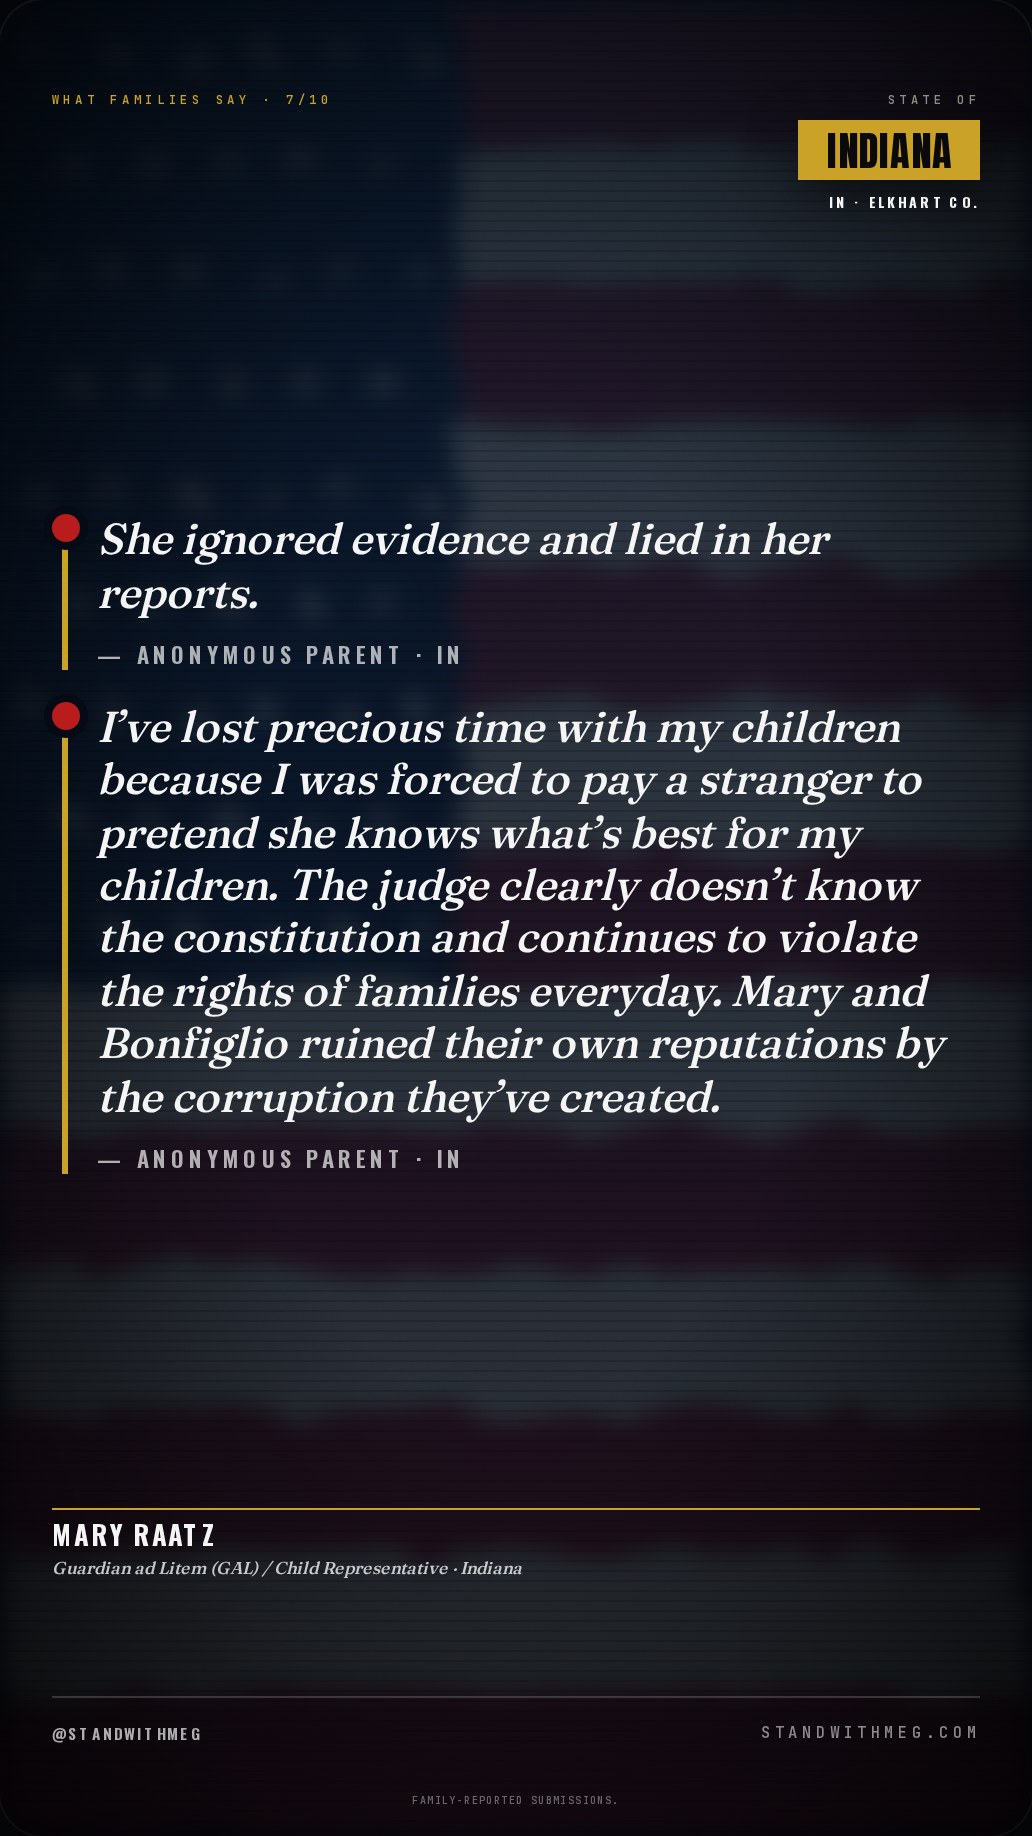 WHAT FAMILIES SAY · 7/10
STATE OF
INDIANA
IN · ELKHART CO.
She ignored evidence and lied in her
reports.
— ANONYMOUS PARENT · IN
I’ve lost precious time with my children
because I was forced to pay a stranger to
pretend she knows what’s best for my
children. The judge clearly doesn’t know
the constitution and continues to violate
the rights of families everyday. Mary and
Bonfiglio ruined their own reputations by
the corruption they’ve created.
— ANONYMOUS PARENT · IN
MARY RAATZ
Guardian ad Litem (GAL) / Child Representative · Indiana
@STANDWITHMEG
STANDWITHMEG.COM
FAMILY-REPORTED SUBMISSIONS.